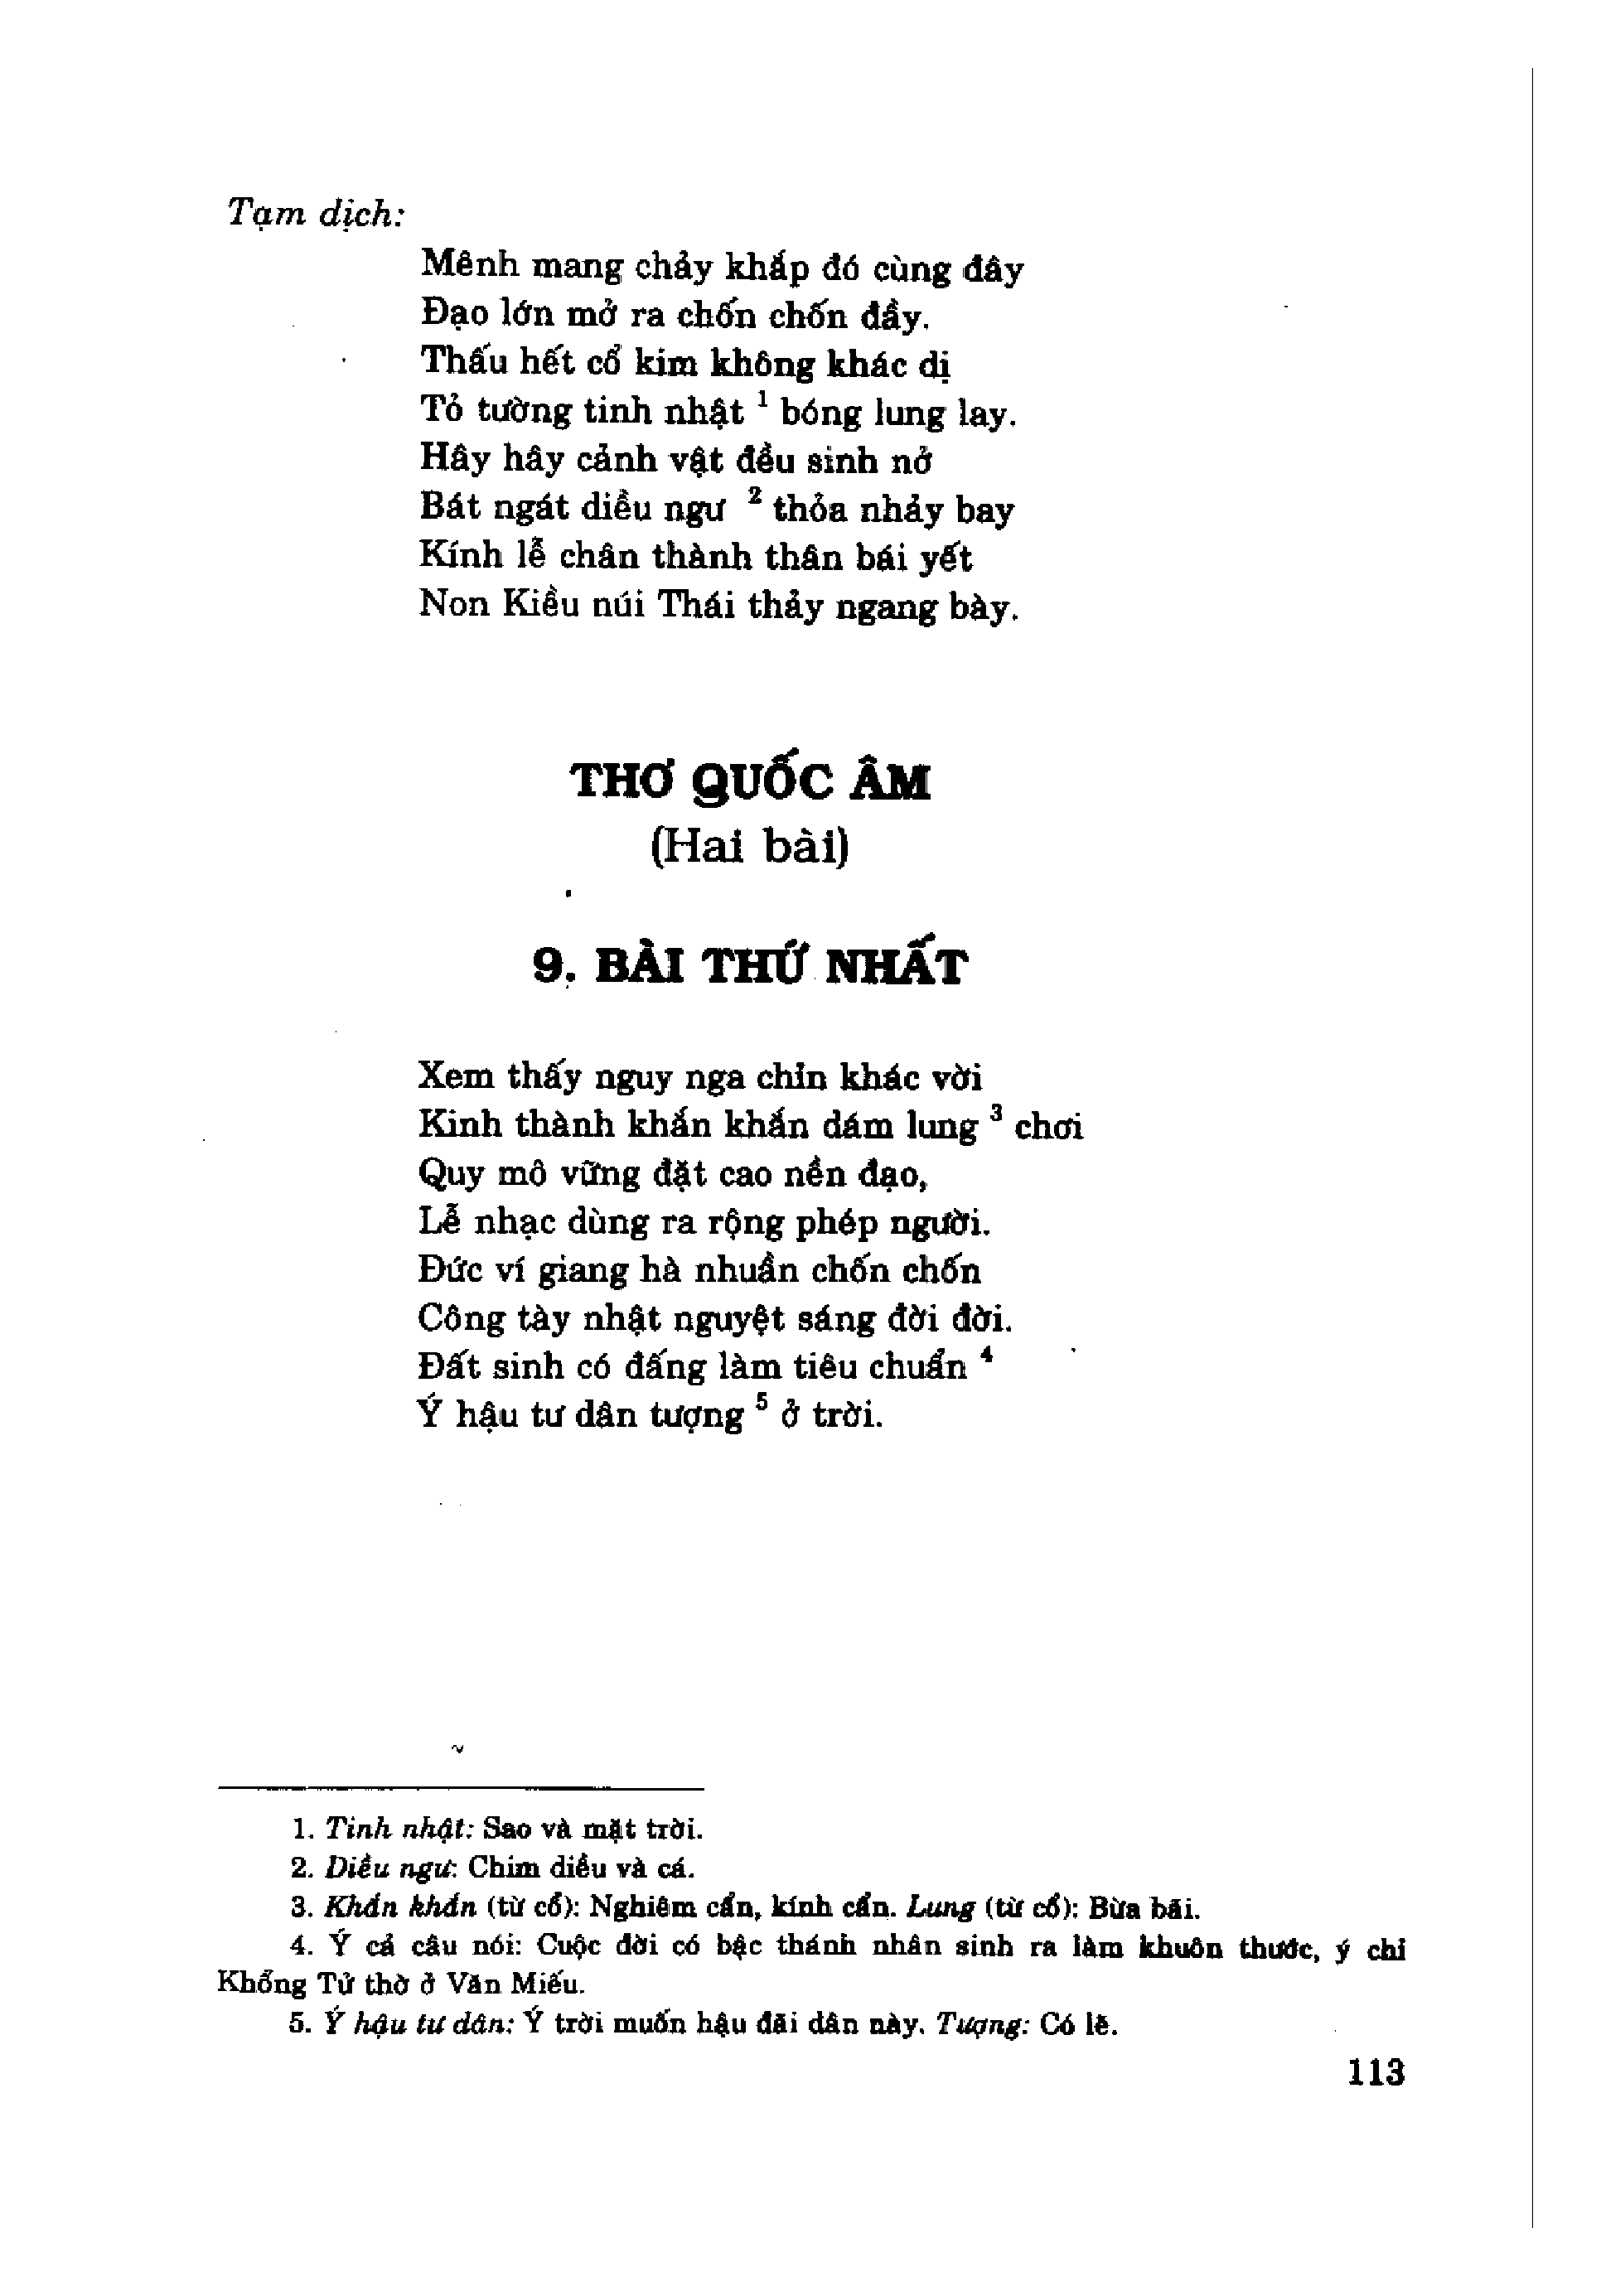 Tạm dịch:
Mênh mang chảy khắp đó cùng đây
Đạo lớn mở ra chốn chốn đầy.
Thấu hết cổ kim không khác dị
Tỏ tường tinh nhật ¹ bóng lung lay.
Hây hây cảnh vật đều sinh nở
Bát ngát diều ngư ² thỏa nhảy bay
Kính lễ chân thành thân bái yết
Non Kiều núi Thái thảy ngang bày.
THƠ QUỐC ÂM
(Hai bài)
9. BÀI THỨ NHẤT
Xem thấy nguy nga chỉn khác vời
Kinh thành khắn khắn dám lung ³ chơi
Quy mô vững đặt cao nền đạo,
Lễ nhạc dùng ra rộng phép người.
Đức ví giang hà nhuần chốn chốn
Công tày nhật nguyệt sáng đời đời.
Đất sinh có đấng làm tiêu chuẩn ⁴
Ý hậu tư dân tượng ⁵ ở trời.
1. Tinh nhật: Sao và mặt trời.
2. Diều ngư: Chim diều và cá.
3. Khắn khắn (từ cổ): Nghiêm cẩn, kính cẩn. Lung (từ cổ): Bừa bãi.
4. Ý cả câu nói: Cuộc đời có bậc thánh nhân sinh ra làm khuôn thước, ý chỉ
Khổng Tử thờ ở Văn Miếu.
5. Ý hậu tư dân: Ý trời muốn hậu đãi dân này. Tượng: Có lẽ.
113